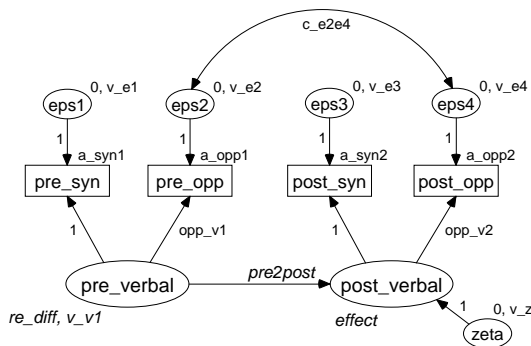 c_e2e4
0, v_e1
0, v_e2
0, v_e3
0, v_e4
eps1
eps2
eps3
eps4
1
1
1
1
a_syn1
a_opp1
a_syn2
a_opp2
pre_syn
pre_opp
post_syn
post_opp
1
opp_v1
1
opp_v2
pre_verbal
pre2post
post_verbal
re_diff, v_v1
effect
1
0, v_z
zeta